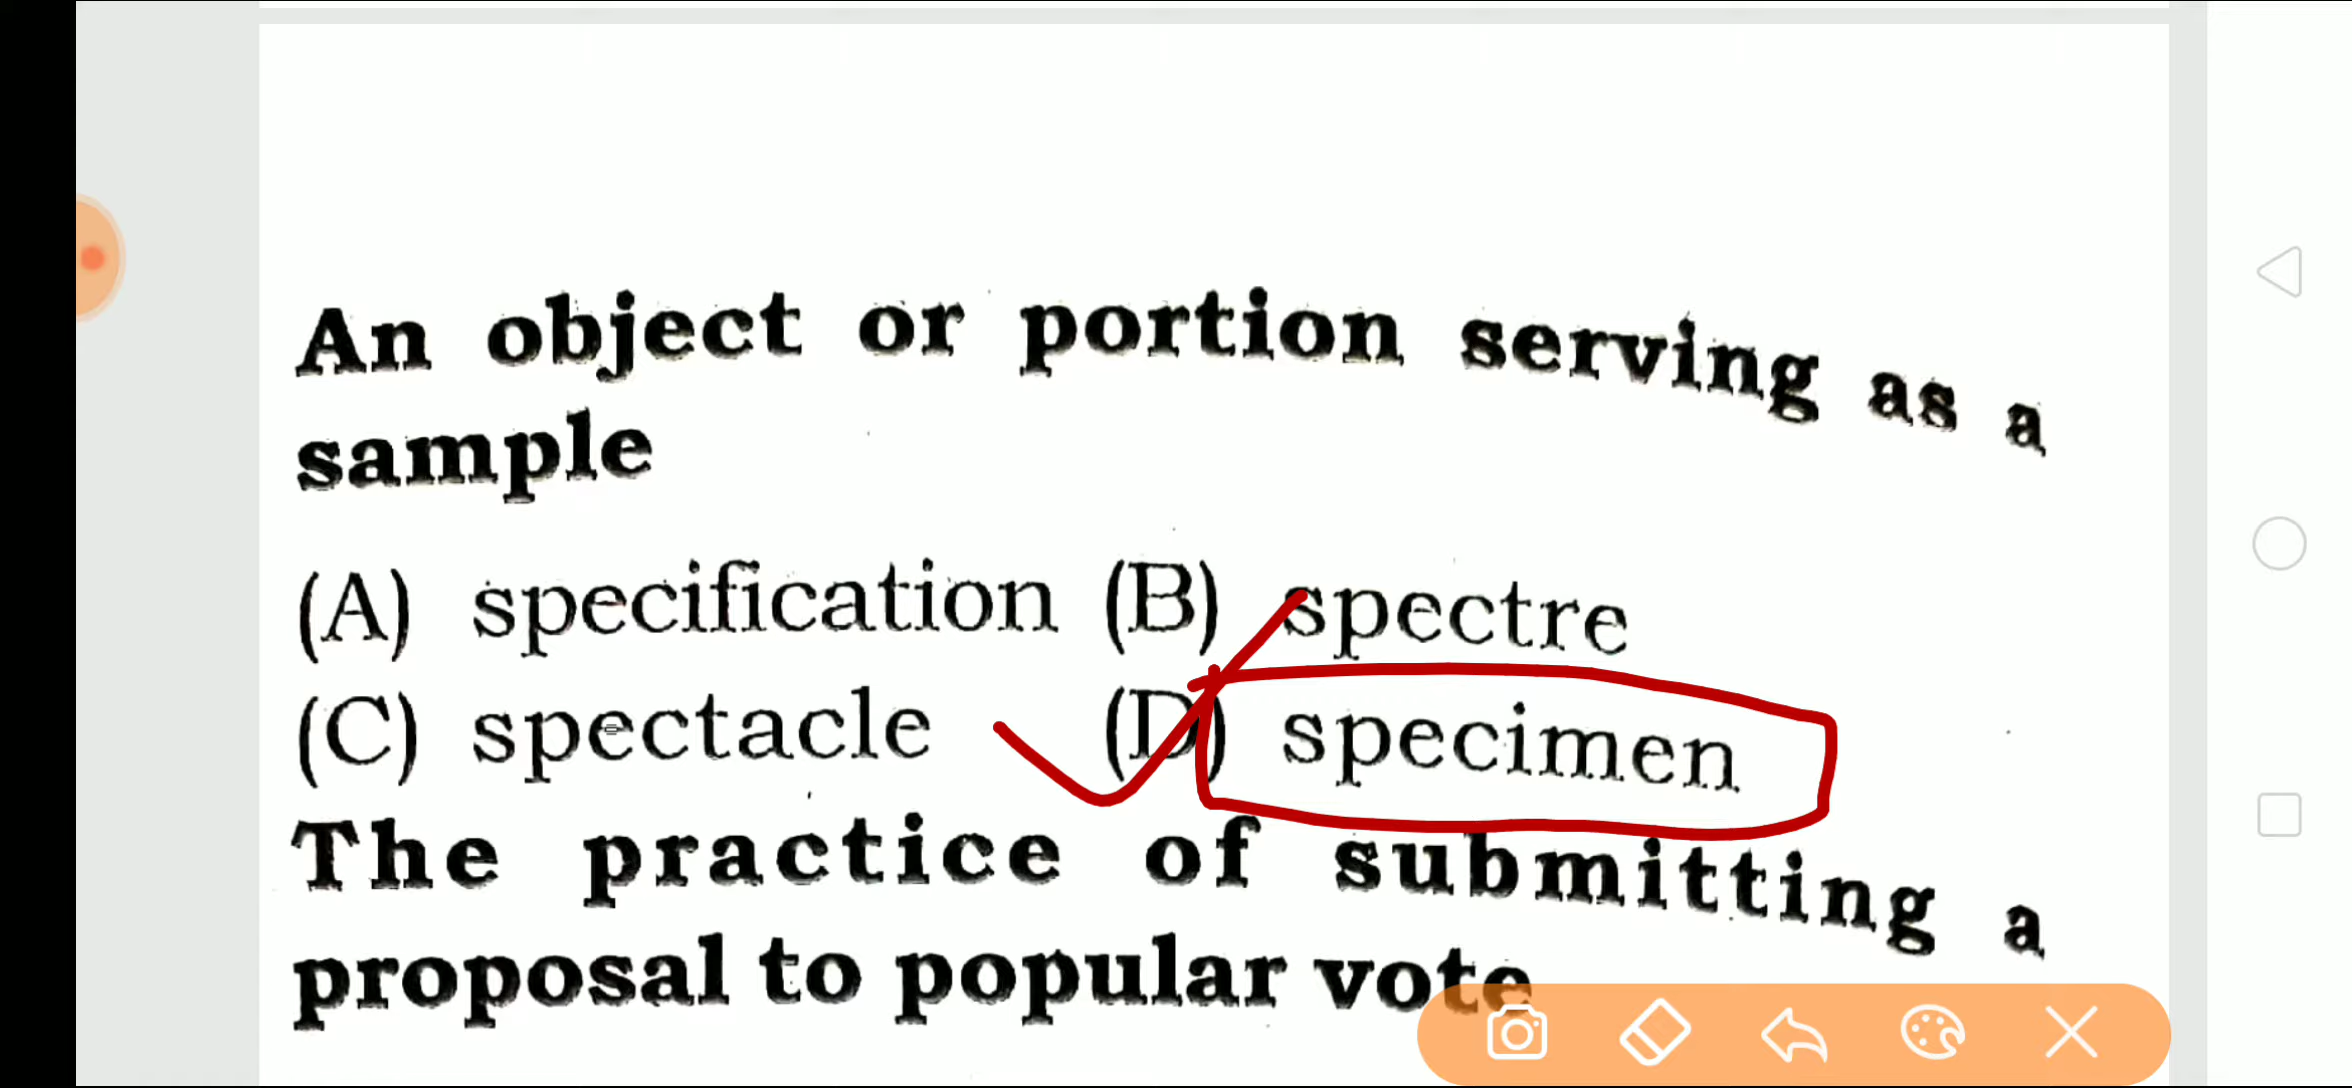 An object or portion serving as a
sample
(A) specification (B) spectre
(C) spectacle (D) specimen
The practice of submitting a
proposal to popular vote